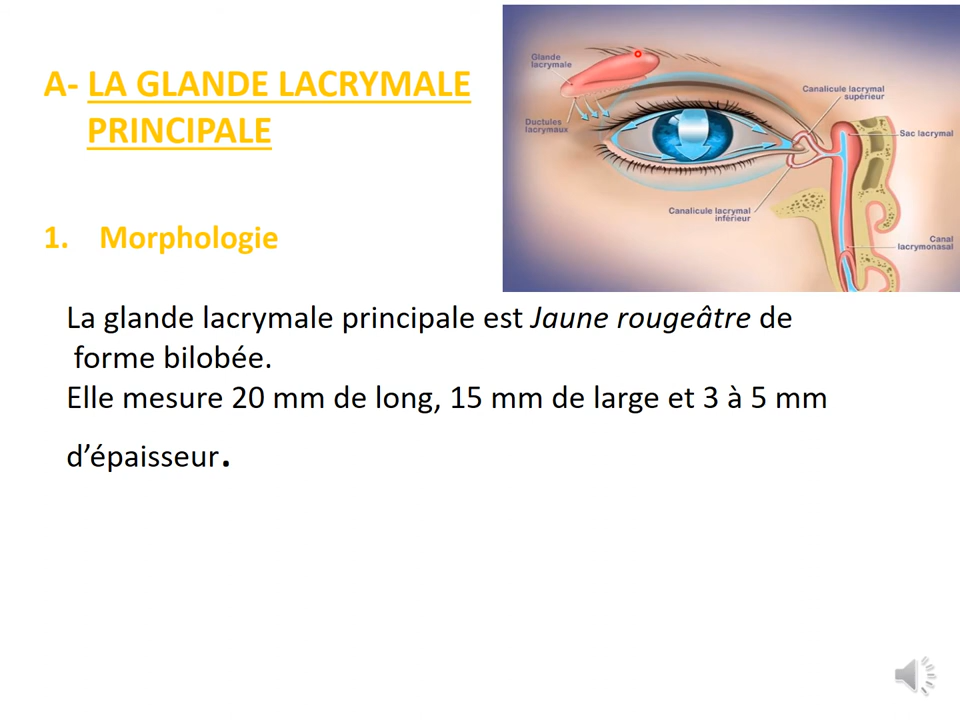 A- LA GLANDE LACRYMALE
PRINCIPALE
Glande
lacrymale
Ductules
lacrymaux
Canalicule lacrymal
supérieur
Sac lacrymal
Canalicule lacrymal
inférieur
Canal
lacrymonasal
1. Morphologie
La glande lacrymale principale est Jaune rougeâtre de
forme bilobée.
Elle mesure 20 mm de long, 15 mm de large et 3 à 5 mm
d’épaisseur.